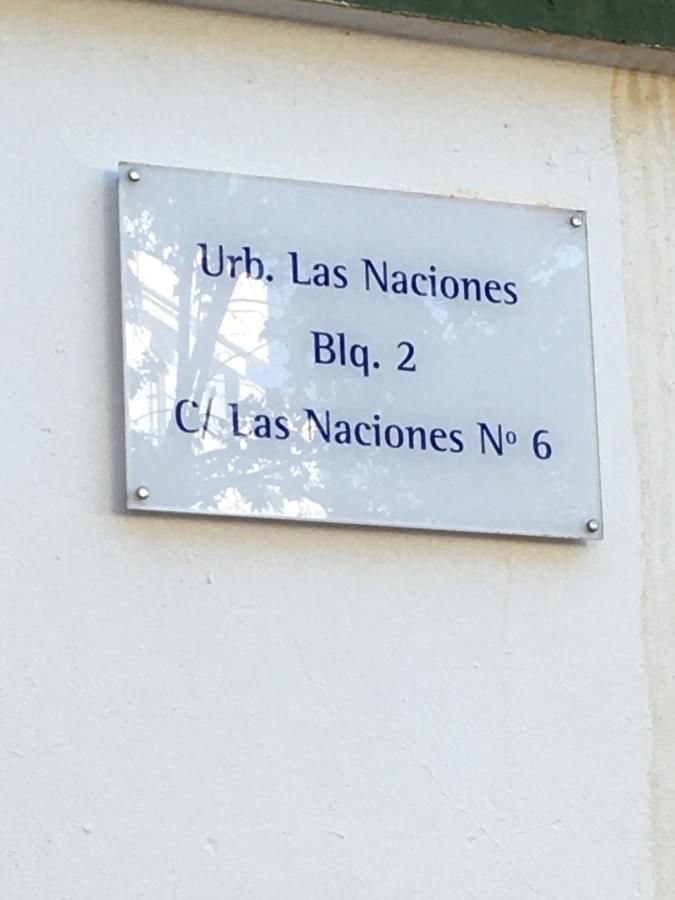 Urb. Las Naciones
Blq. 2
C/ Las Naciones Nº 6